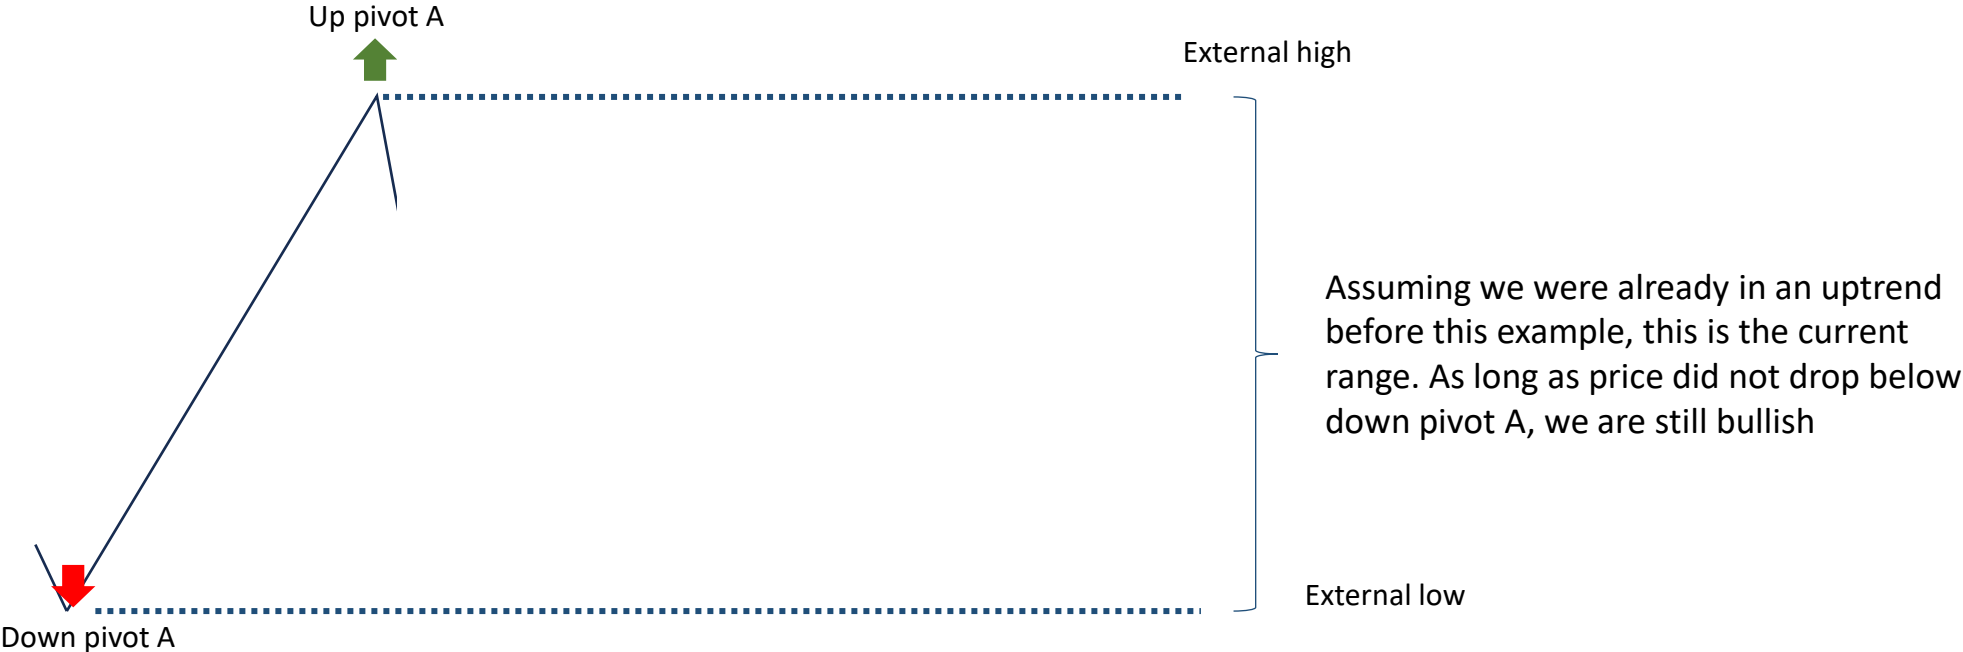 Up pivot A
External high
Assuming we were already in an uptrend
before this example, this is the current
range. As long as price did not drop below
down pivot A, we are still bullish
External low
Down pivot A